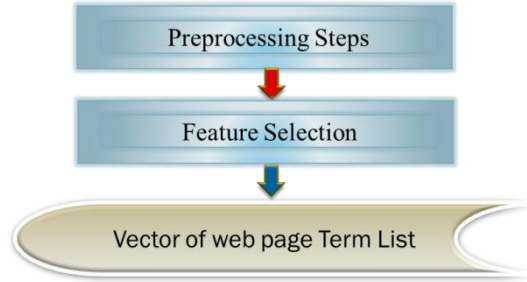 Preprocessing Steps
Feature Selection
Vector of web page Term List